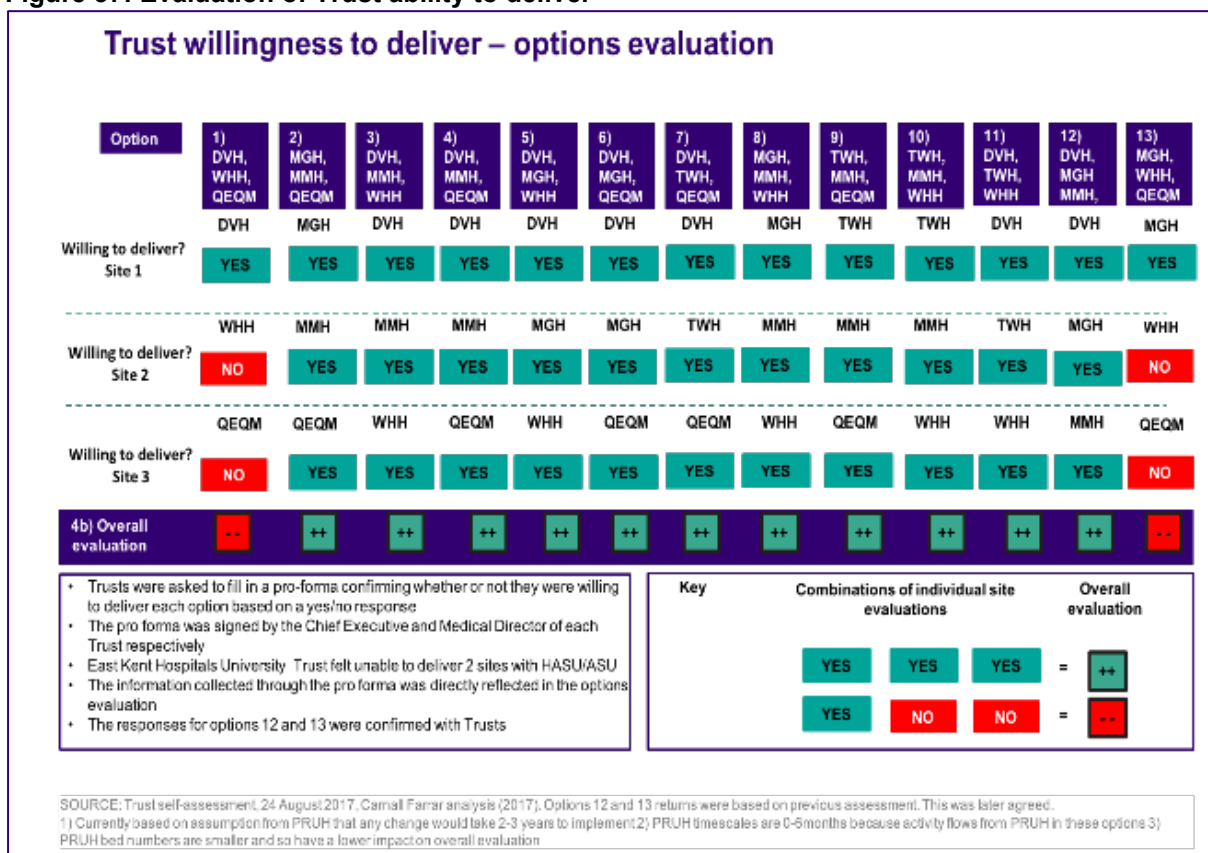 Figure 37: Evaluation of Trust ability to deliver
Trust willingness to deliver – options evaluation
Option
1) DVH, WHH, QEQM
2) MGH, MMH, QEQM
3) DVH, MMH, WHH
4) DVH, MMH, QEQM
5) DVH, MGH, WHH
6) DVH, MGH, QEQM
7) DVH, TWH, QEQM
8) MGH, MMH, WHH
9) TWH, MMH, QEQM
10) TWH, MMH, WHH
11) DVH, TWH, WHH
12) DVH, MGH MMH,
13) MGH, WHH, QEQM
DVH MGH DVH DVH DVH DVH DVH MGH TWH TWH DVH DVH MGH
Willing to deliver? Site 1
YES YES YES YES YES YES YES YES YES YES YES YES YES
WHH MMH MMH MMH MGH MGH TWH MMH MMH MMH TWH MGH WHH
Willing to deliver? Site 2
NO YES YES YES YES YES YES YES YES YES YES YES NO
QEQM QEQM WHH QEQM WHH QEQM QEQM WHH QEQM WHH WHH MMH QEQM
Willing to deliver? Site 3
NO YES YES YES YES YES YES YES YES YES YES YES NO
4b) Overall evaluation
-- ++ ++ ++ ++ ++ ++ ++ ++ ++ ++ ++ --
• Trusts were asked to fill in a pro-forma confirming whether or not they were willing
to deliver each option based on a yes/no response
• The pro forma was signed by the Chief Executive and Medical Director of each
Trust respectively
• East Kent Hospitals University Trust felt unable to deliver 2 sites with HASU/ASU
• The information collected through the pro forma was directly reflected in the options
evaluation
• The responses for options 12 and 13 were confirmed with Trusts
Key
Combinations of individual site evaluations
Overall evaluation
YES YES YES = ++
YES NO NO = --
SOURCE: Trust self-assessment, 24 August 2017, Carnall Farrar analysis (2017). Options 12 and 13 returns were based on previous assessment. This was later agreed.
1) Currently based on assumption from PRUH that any change would take 2-3 years to implement 2) PRUH timescales are 0-6months because activity flows from PRUH in these options 3)
PRUH bed numbers are smaller and so have a lower impact on overall evaluation